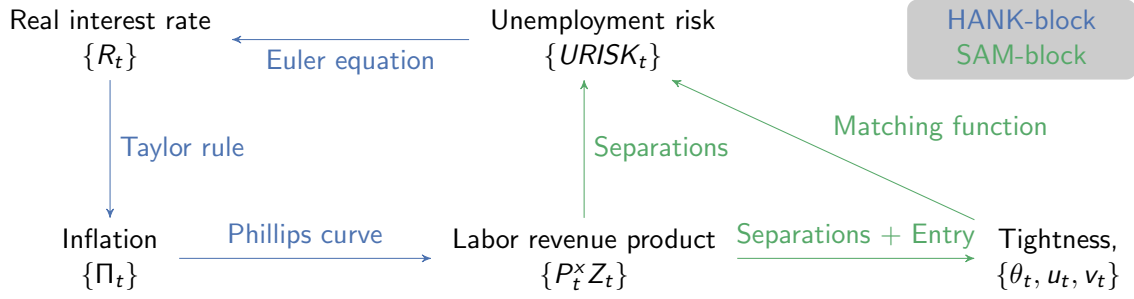 Real interest rate
{R_t}
Unemployment risk
{URISK_t}
HANK-block
SAM-block
Euler equation
Taylor rule
Separations
Matching function
Inflation
{Π_t}
Phillips curve
Labor revenue product
{P_t^x Z_t}
Separations + Entry
Tightness,
{θ_t, u_t, v_t}